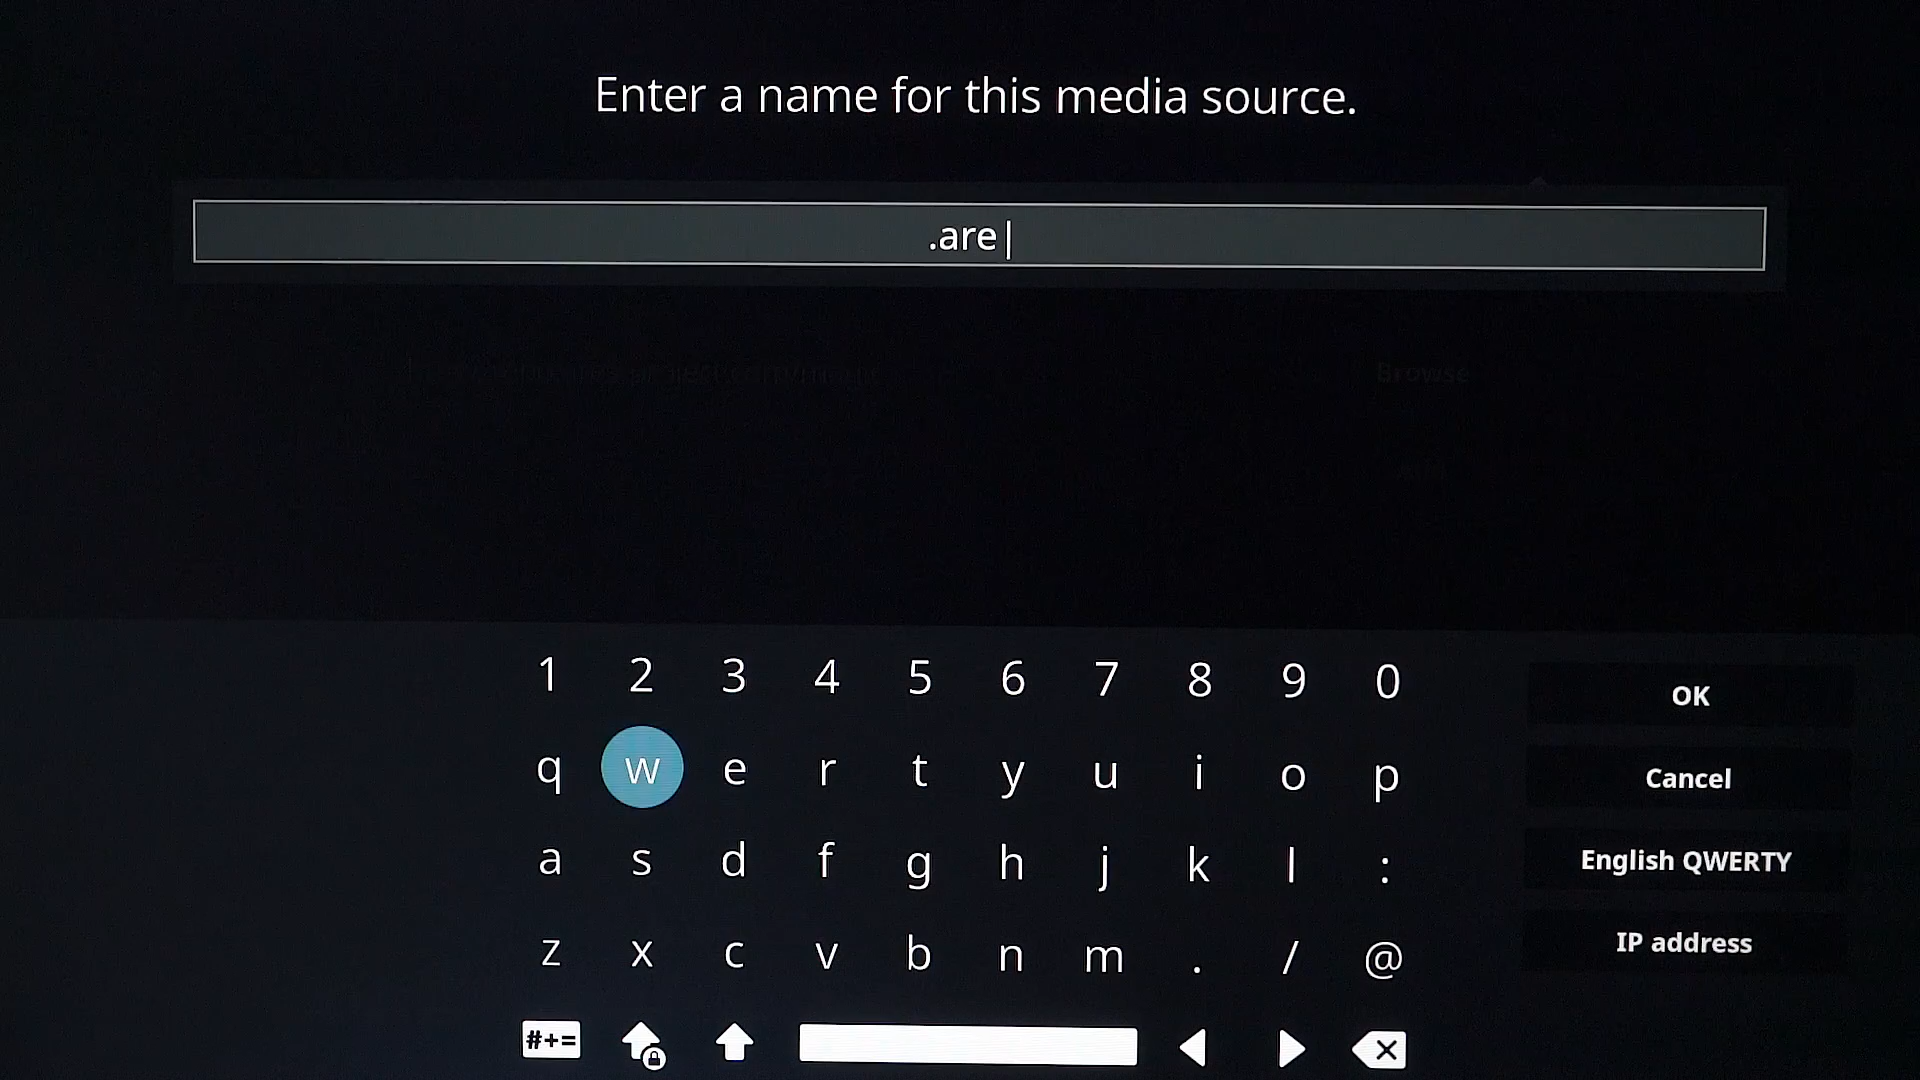 Enter a name for this media source.
.are
Browse
1 2 3 4 5 6 7 8 9 0
OK
q w e r t y u i o p
Cancel
a s d f g h j k l :
English QWERTY
z x c v b n m . / @
IP address
#+=